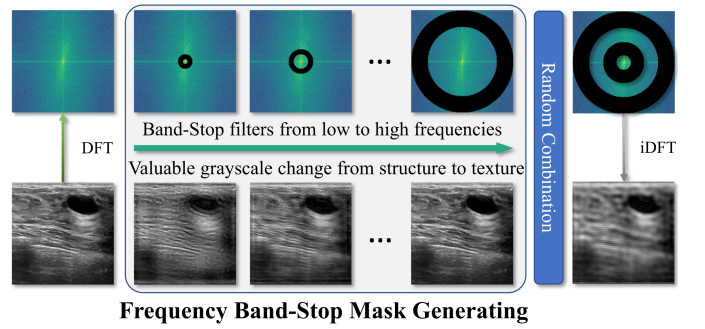 DFT
...
Band-Stop filters from low to high frequencies
Valuable grayscale change from structure to texture
...
Random Combination
iDFT
Frequency Band-Stop Mask Generating